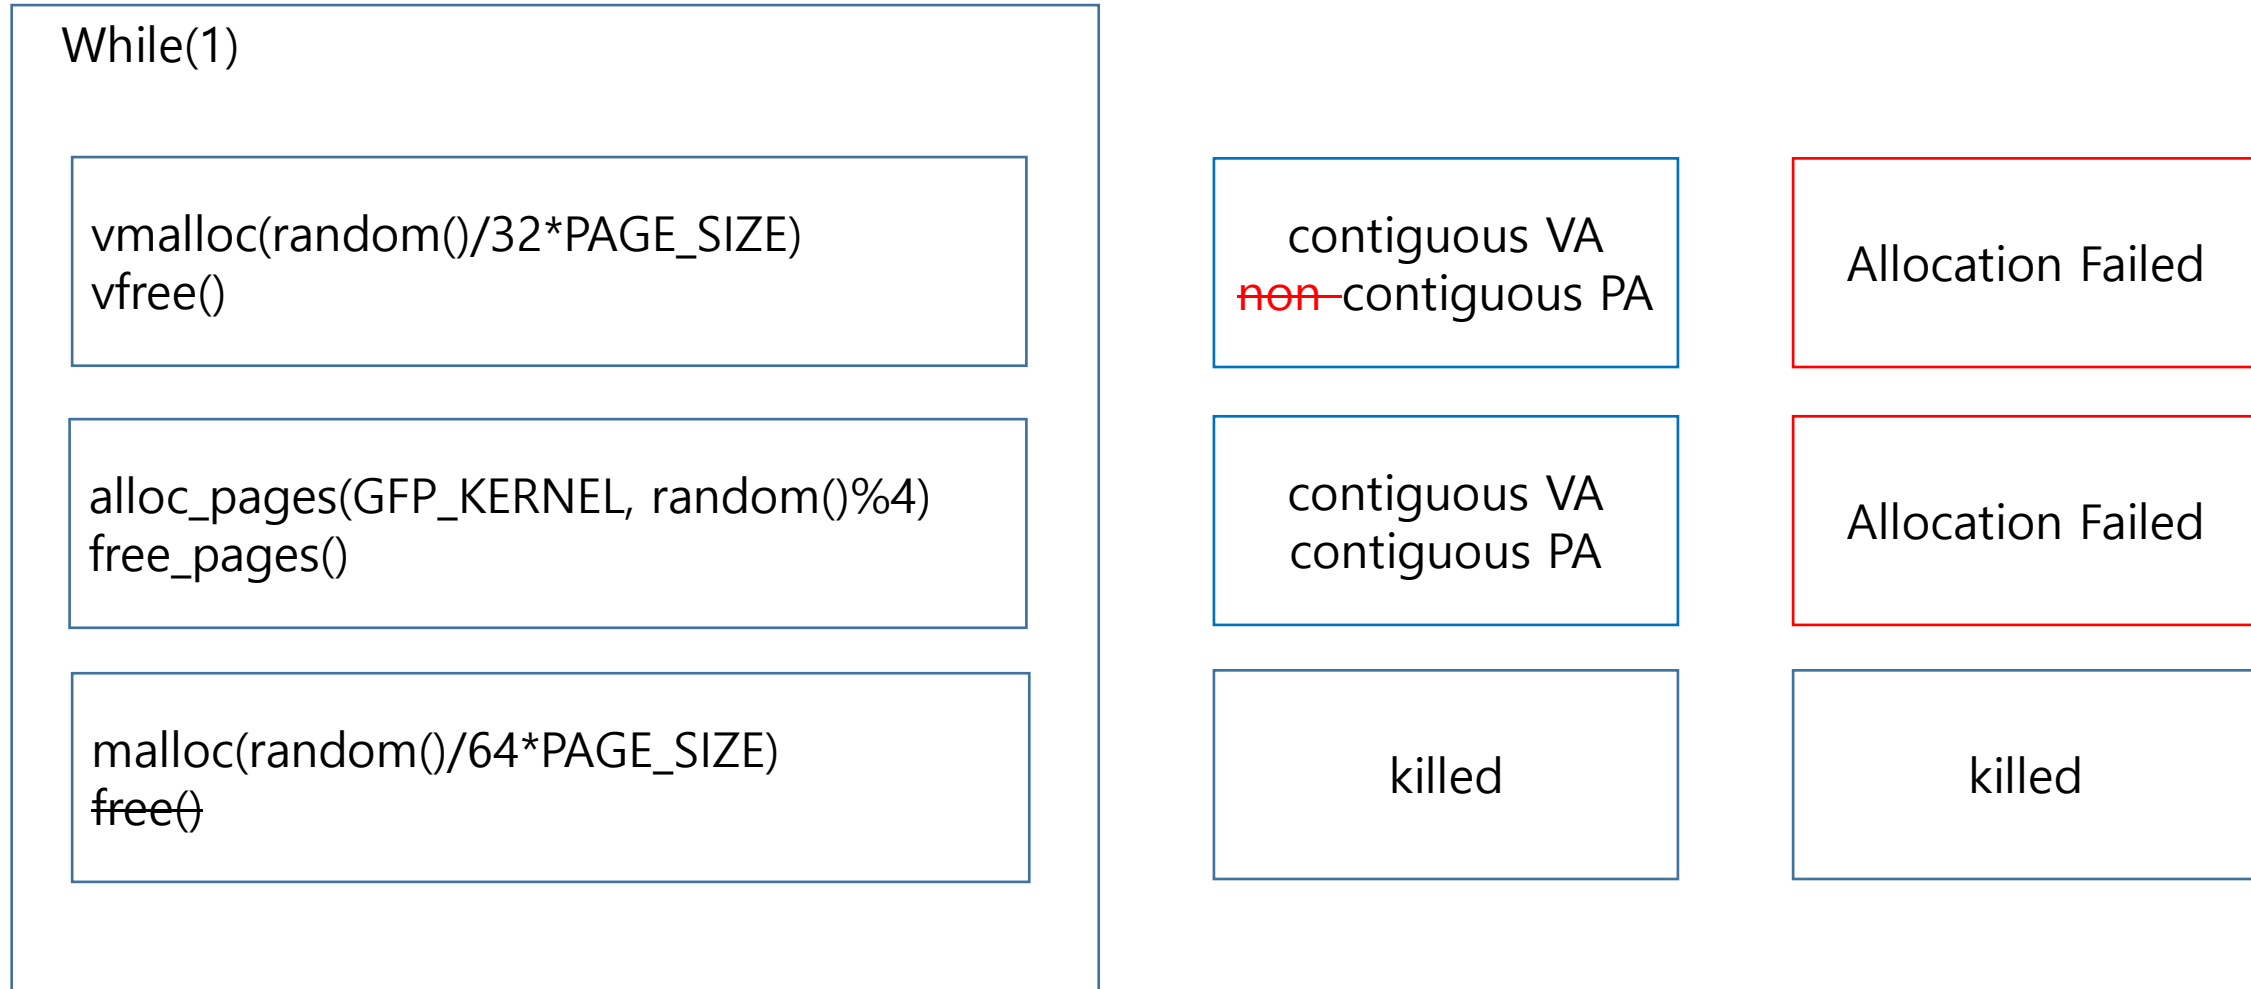 While(1)
vmalloc(random()/32*PAGE_SIZE)
vfree()
contiguous VA
non-contiguous PA
Allocation Failed
alloc_pages(GFP_KERNEL, random()%4)
free_pages()
contiguous VA
contiguous PA
Allocation Failed
malloc(random()/64*PAGE_SIZE)
free()
killed
killed